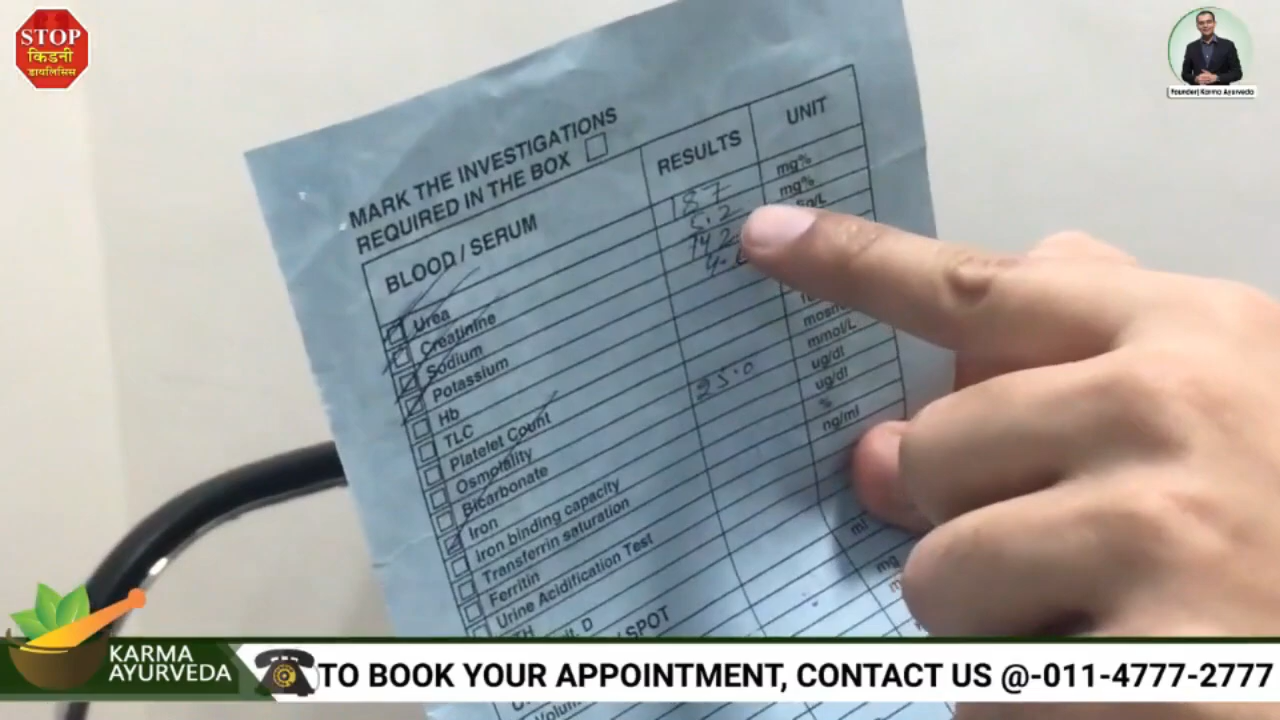 STOP
किडनी
डायलिसिस
Founder| Karma Ayurveda
MARK THE INVESTIGATIONS
REQUIRED IN THE BOX
RESULTS
UNIT
BLOOD / SERUM
Urea 187 mg%
Creatinine 5.2 mg%
Sodium 142
Potassium
Hb
TLC
Platelet Count
Osmolality
Bicarbonate 25.0 mmol/L
Iron ug/dl
Iron binding capacity ug/dl
Transferrin saturation %
Ferritin ng/ml
Urine Acidification Test
SPOT
ml
mg
KARMA
AYURVEDA
TO BOOK YOUR APPOINTMENT, CONTACT US @-011-4777-2777